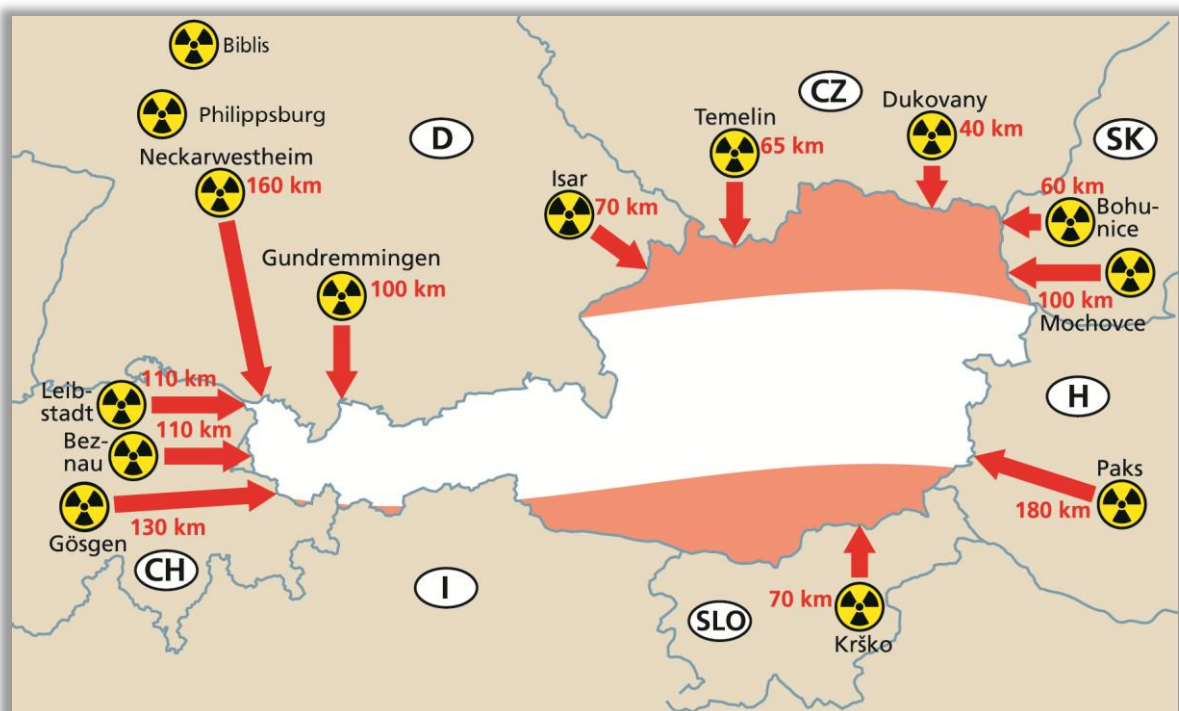 Biblis
Philippsburg
D
Neckarwestheim
160 km
CZ
Temelin
65 km
Dukovany
40 km
SK
Isar
70 km
60 km
Bohu-
nice
Gundremmingen
100 km
100 km
Mochovce
Leib-
stadt
110 km
H
Bez-
nau
110 km
Paks
180 km
Gösgen
130 km
CH
I
SLO
70 km
Krško